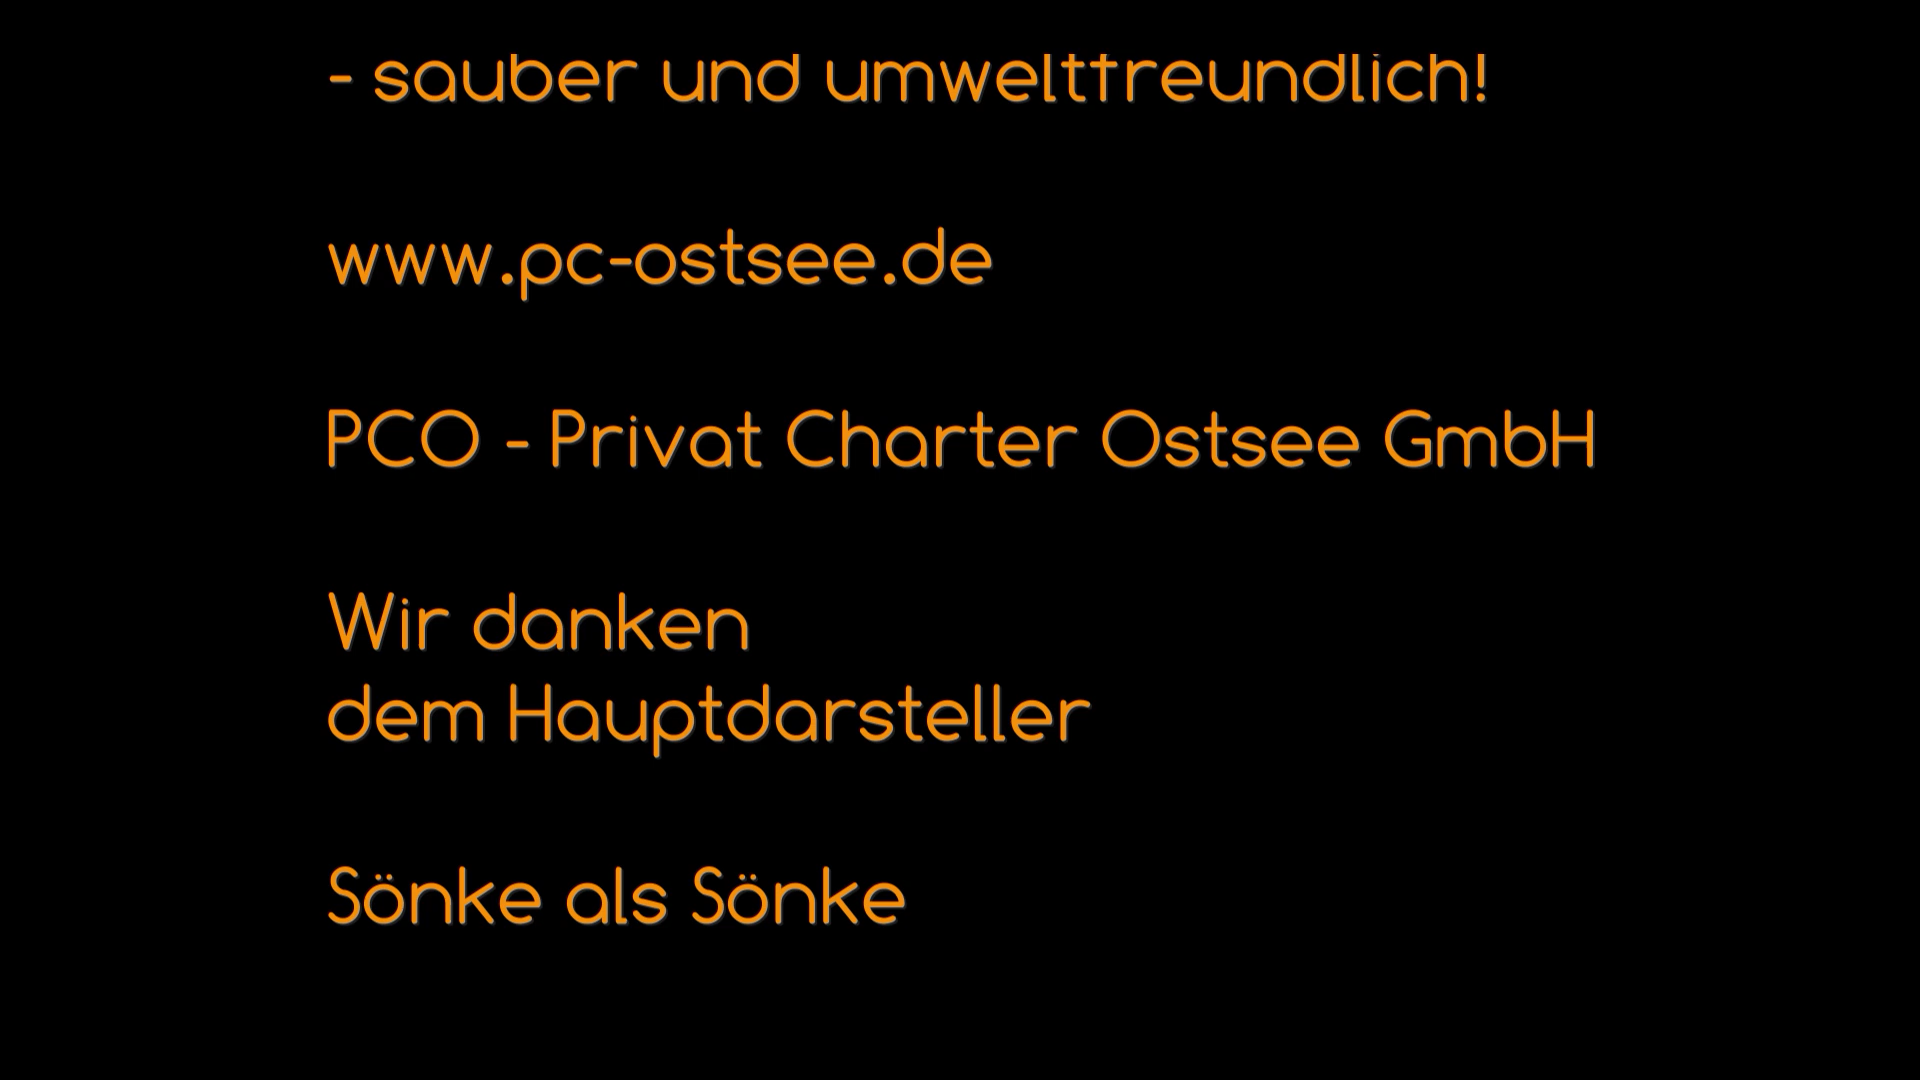 - sauber und umweltfreundlich!
www.pc-ostsee.de
PCO - Privat Charter Ostsee GmbH
Wir danken
dem Hauptdarsteller
Sönke als Sönke